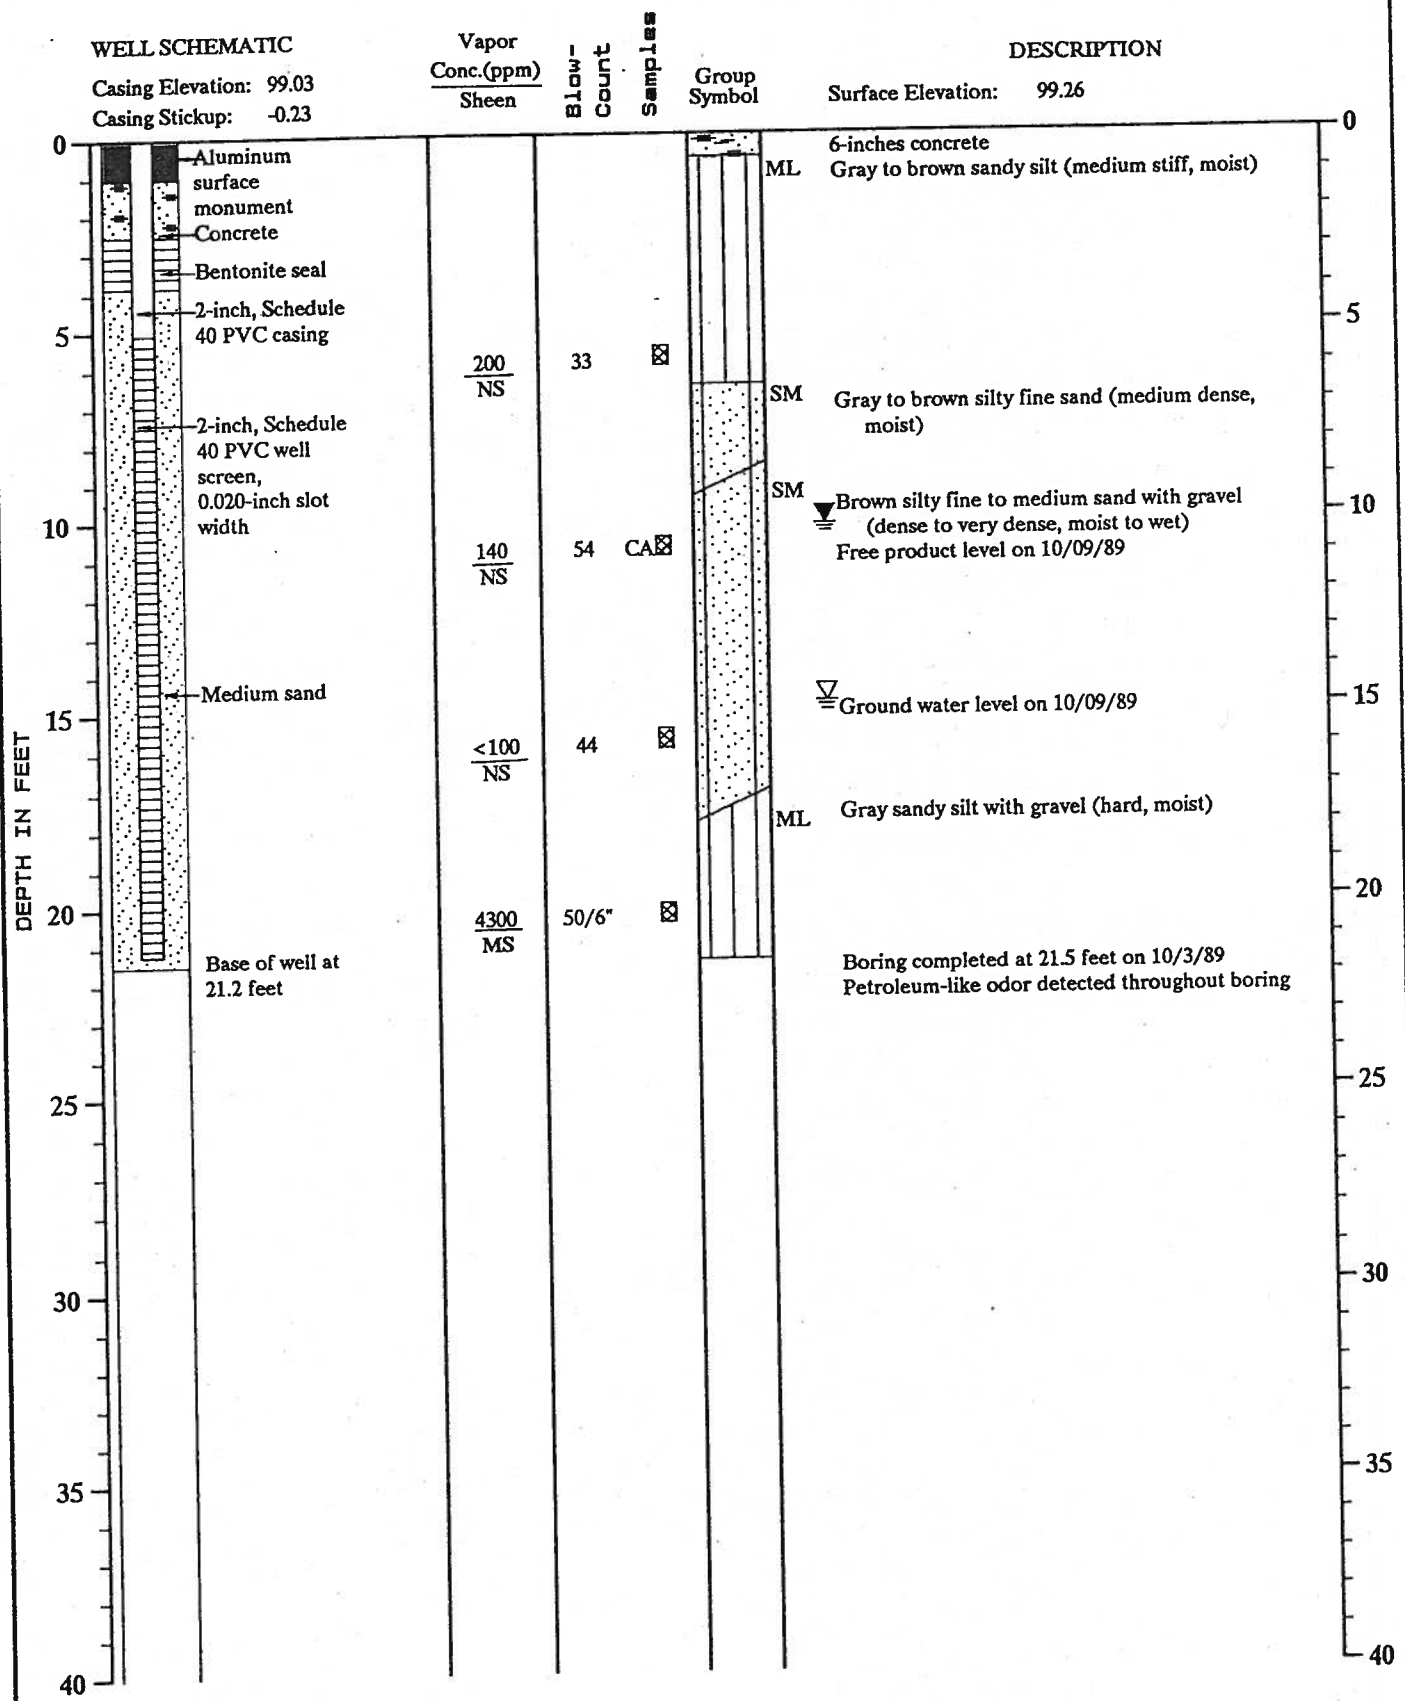 WELL SCHEMATIC
Casing Elevation: 99.03
Casing Stickup: -0.23
Vapor
Conc.(ppm)
Sheen
Blow-
Count
Samples
Group
Symbol
DESCRIPTION
Surface Elevation: 99.26
0
Aluminum
surface
monument
Concrete
Bentonite seal
2-inch, Schedule
40 PVC casing
5
2-inch, Schedule
40 PVC well
screen,
0.020-inch slot
width
10
Medium sand
15
DEPTH IN FEET
20
Base of well at
21.2 feet
25
30
35
40
200
NS
33
140
NS
54
CA
<100
NS
44
4300
MS
50/6"
ML
SM
SM
ML
6-inches concrete
Gray to brown sandy silt (medium stiff, moist)
Gray to brown silty fine sand (medium dense,
moist)
Brown silty fine to medium sand with gravel
(dense to very dense, moist to wet)
Free product level on 10/09/89
Ground water level on 10/09/89
Gray sandy silt with gravel (hard, moist)
Boring completed at 21.5 feet on 10/3/89
Petroleum-like odor detected throughout boring
0
5
10
15
20
25
30
35
40